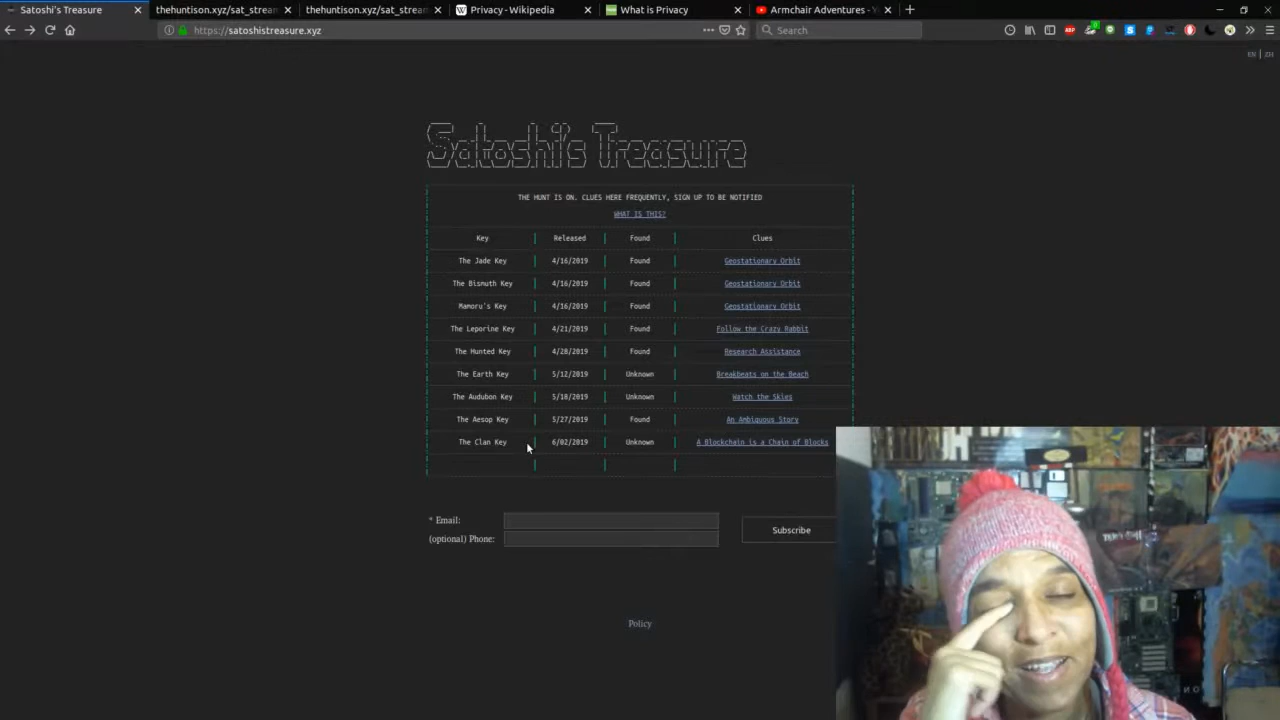 Satoshi's Treasure
thehuntison.xyz/sat_stream
thehuntison.xyz/sat_stream
Privacy - Wikipedia
What is Privacy
Armchair Adventures - Y
https://satoshistreasure.xyz
Search
EN | ZH
Satoshi's Treasure
THE HUNT IS ON. CLUES HERE FREQUENTLY, SIGN UP TO BE NOTIFIED
WHAT IS THIS?
Key Released Found Clues
The Jade Key 4/16/2019 Found Geostationary Orbit
The Bismuth Key 4/16/2019 Found Geostationary Orbit
Mamoru's Key 4/16/2019 Found Geostationary Orbit
The Leporine Key 4/21/2019 Found Follow the Crazy Rabbit
The Hunted Key 4/28/2019 Found Research Assistance
The Earth Key 5/12/2019 Unknown Breakbeats on the Beach
The Audubon Key 5/18/2019 Unknown Watch the Skies
The Aesop Key 5/27/2019 Found An Ambiguous Story
The Clan Key 6/02/2019 Unknown A Blockchain is a Chain of Blocks
* Email:
(optional) Phone:
Subscribe
Policy